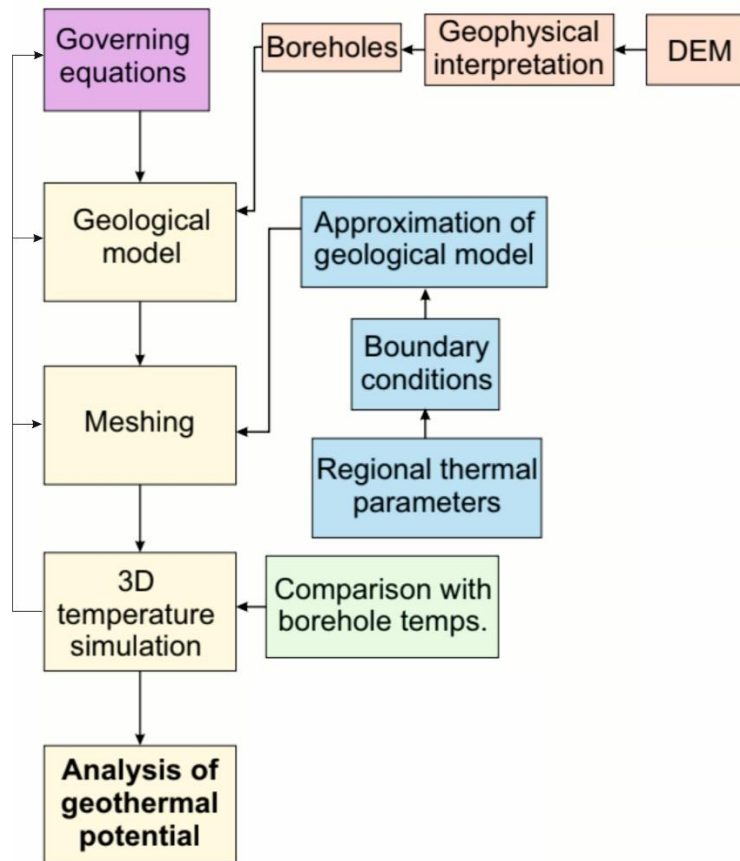 Governing
equations
Boreholes
Geophysical
interpretation
DEM
Geological
model
Approximation of
geological model
Boundary
conditions
Meshing
Regional thermal
parameters
3D
temperature
simulation
Comparison with
borehole temps.
Analysis of
geothermal
potential